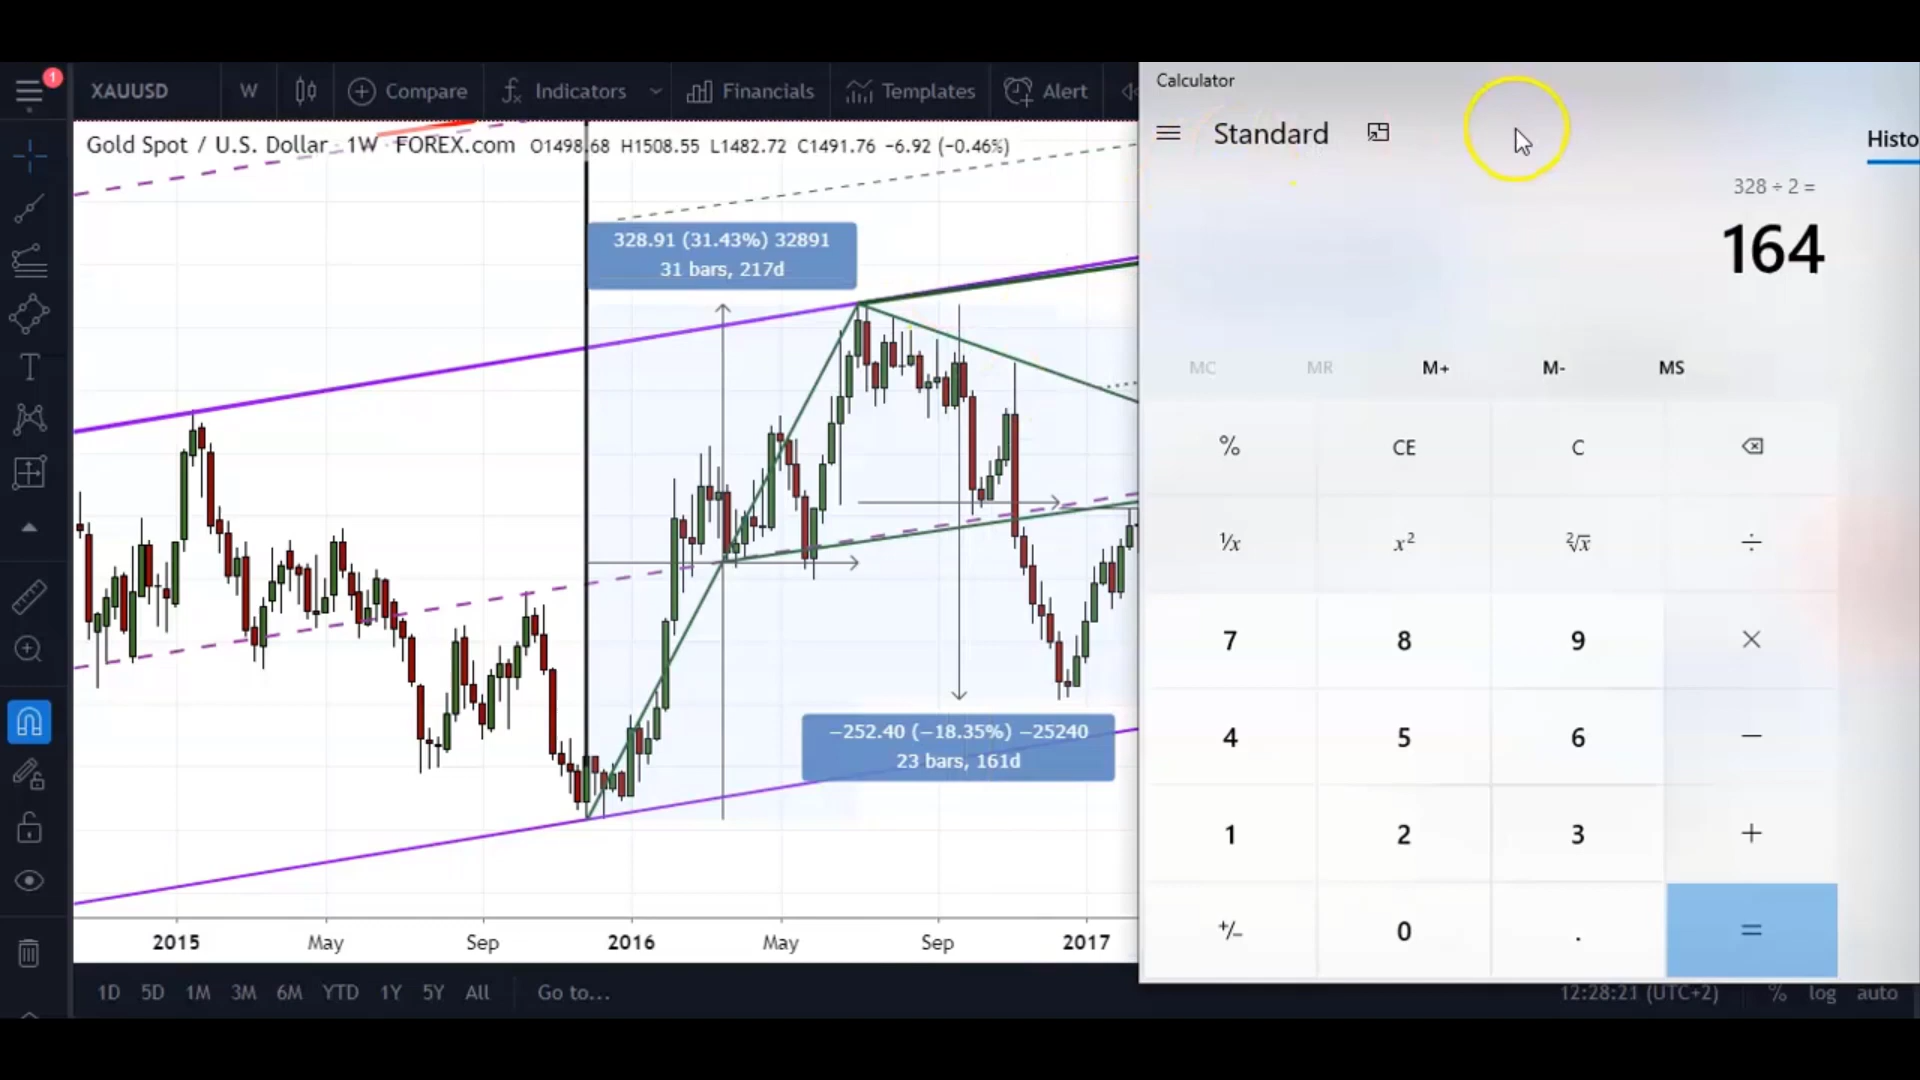 1
XAUUSD
W
Compare
Indicators
Financials
Templates
Alert
Gold Spot / U.S. Dollar · 1W FOREX.com O1498.68 H1508.55 L1482.72 C1491.76 −6.92 (−0.46%)
328.91 (31.43%) 32891
31 bars, 217d
−252.40 (−18.35%) −25240
23 bars, 161d
2015 May Sep 2016 May Sep 2017
1D 5D 1M 3M 6M YTD 1Y 5Y All Go to...
12:28:21 (UTC+2) % log auto
Calculator
Standard
Histo
328 ÷ 2 =
164
MC MR M+ M- MS
% CE C
⅟x x² ²√x ÷
7 8 9 ×
4 5 6 −
1 2 3 +
+/− 0 . =